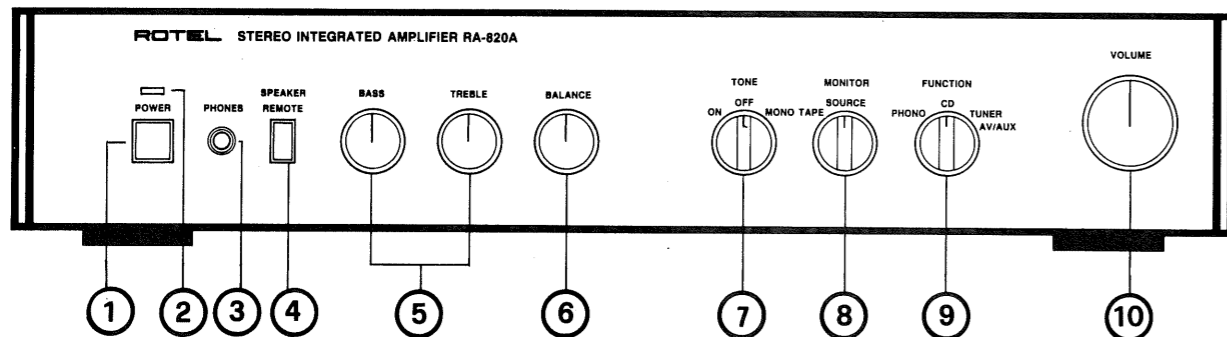 ROTEL STEREO INTEGRATED AMPLIFIER RA-820A
VOLUME
POWER
PHONES
SPEAKER
REMOTE
BASS
TREBLE
BALANCE
TONE
ON OFF MONO
MONITOR
TAPE SOURCE
FUNCTION
PHONO CD TUNER
AV/AUX
1 2 3 4 5 6 7 8 9 10